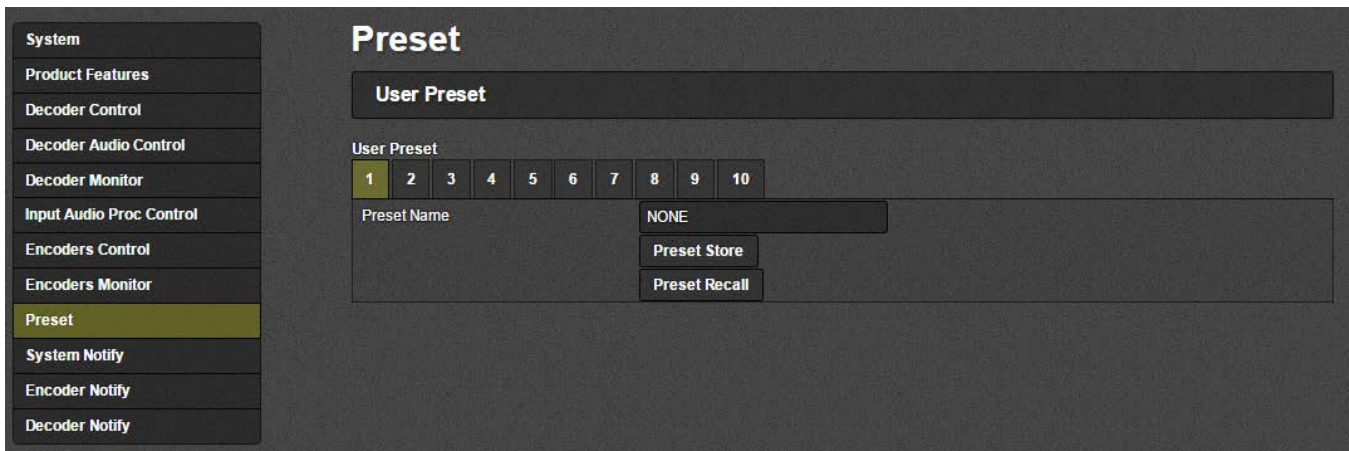 System
Product Features
Decoder Control
Decoder Audio Control
Decoder Monitor
Input Audio Proc Control
Encoders Control
Encoders Monitor
Preset
System Notify
Encoder Notify
Decoder Notify
Preset
User Preset
User Preset
1 2 3 4 5 6 7 8 9 10
Preset Name NONE
Preset Store
Preset Recall